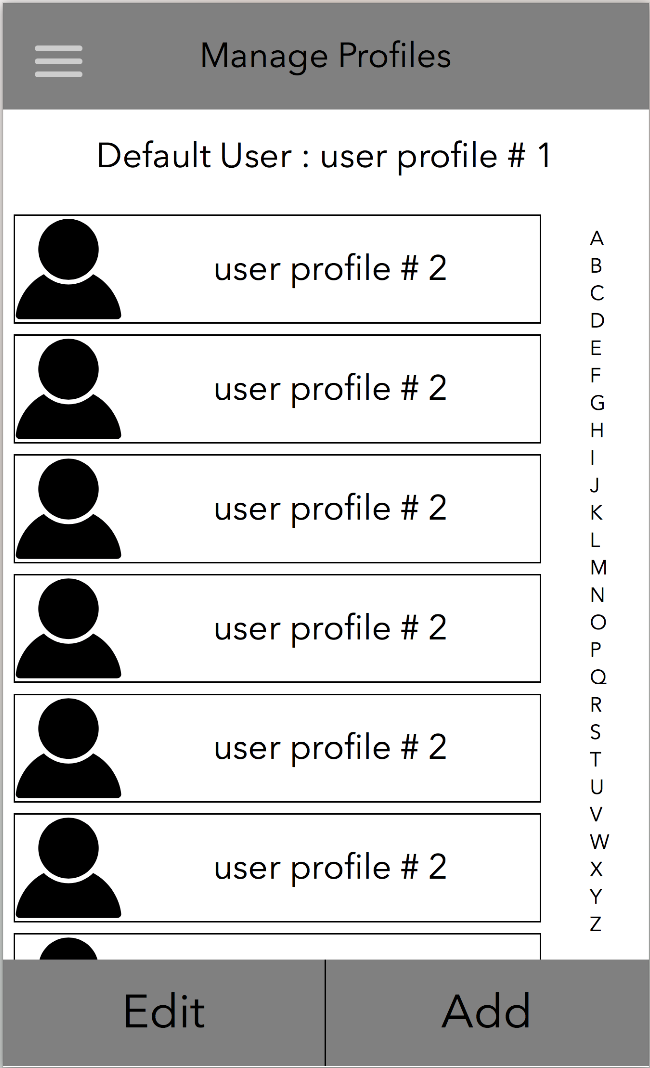 Manage Profiles
Default User : user profile # 1
user profile # 2
user profile # 2
user profile # 2
user profile # 2
user profile # 2
user profile # 2
A
B
C
D
E
F
G
H
I
J
K
L
M
N
O
P
Q
R
S
T
U
V
W
X
Y
Z
Edit
Add